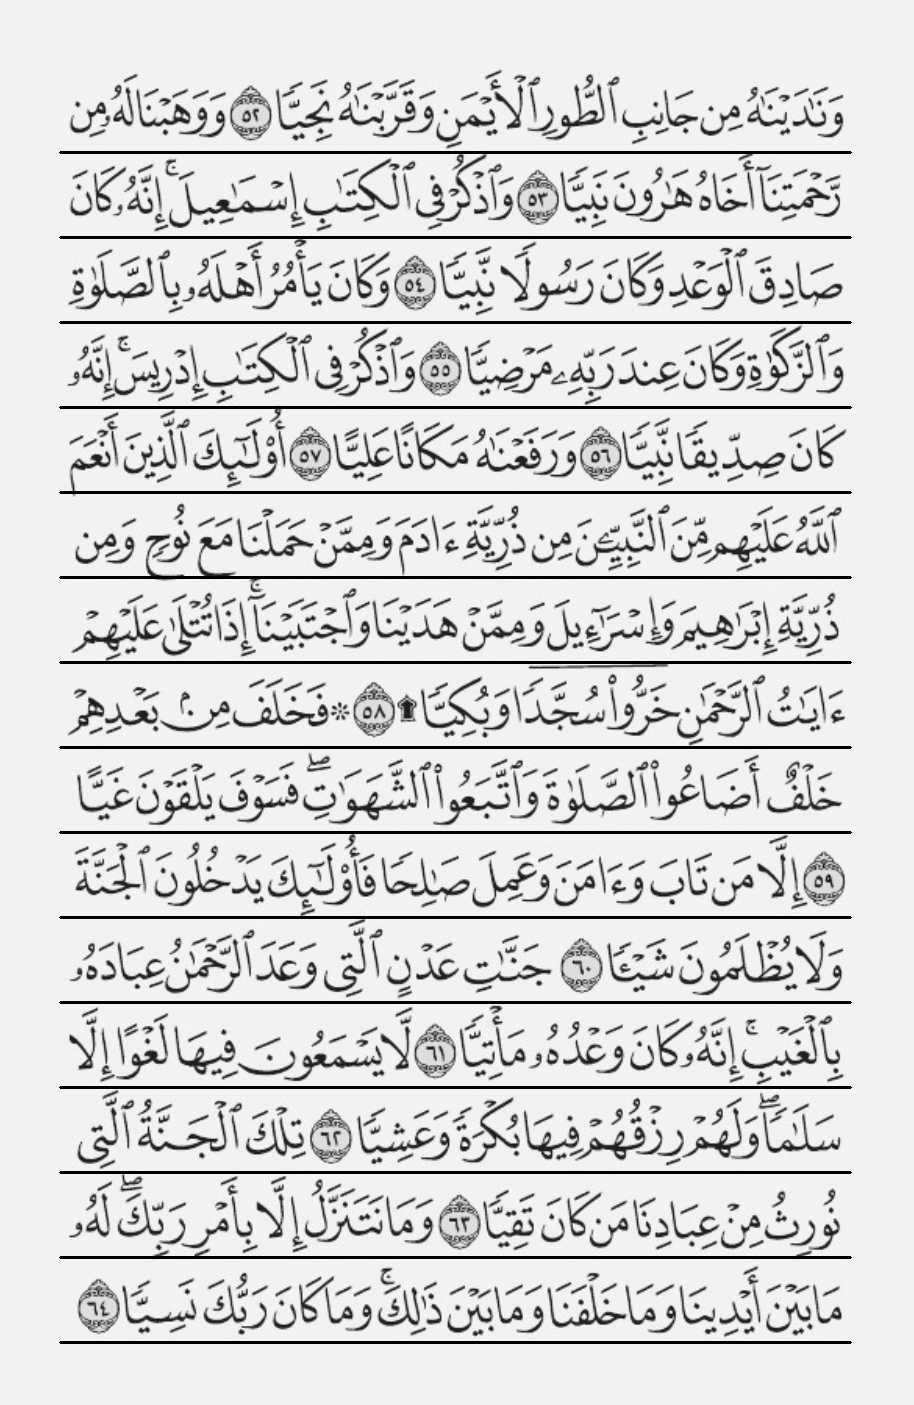 وَنَـٰدَيْنَـٰهُ مِن جَانِبِ ٱلطُّورِ ٱلْأَيْمَنِ وَقَرَّبْنَـٰهُ نَجِيًّا ٥٢ وَوَهَبْنَا لَهُۥ مِن
رَّحْمَتِنَآ أَخَاهُ هَـٰرُونَ نَبِيًّا ٥٣ وَٱذْكُرْ فِى ٱلْكِتَـٰبِ إِسْمَـٰعِيلَ ۚ إِنَّهُۥ كَانَ
صَادِقَ ٱلْوَعْدِ وَكَانَ رَسُولًا نَّبِيًّا ٥٤ وَكَانَ يَأْمُرُ أَهْلَهُۥ بِٱلصَّلَوٰةِ
وَٱلزَّكَوٰةِ وَكَانَ عِندَ رَبِّهِۦ مَرْضِيًّا ٥٥ وَٱذْكُرْ فِى ٱلْكِتَـٰبِ إِدْرِيسَ ۚ إِنَّهُۥ
كَانَ صِدِّيقًا نَّبِيًّا ٥٦ وَرَفَعْنَـٰهُ مَكَانًا عَلِيًّا ٥٧ أُو۟لَـٰٓئِكَ ٱلَّذِينَ أَنْعَمَ
ٱللَّهُ عَلَيْهِم مِّنَ ٱلنَّبِيِّـۧنَ مِن ذُرِّيَّةِ ءَادَمَ وَمِمَّنْ حَمَلْنَا مَعَ نُوحٍ وَمِن
ذُرِّيَّةِ إِبْرَٰهِيمَ وَإِسْرَٰٓءِيلَ وَمِمَّنْ هَدَيْنَا وَٱجْتَبَيْنَآ ۚ إِذَا تُتْلَىٰ عَلَيْهِمْ
ءَايَـٰتُ ٱلرَّحْمَـٰنِ خَرُّوا۟ سُجَّدًا وَبُكِيًّا ۩ ٥٨ ۞ فَخَلَفَ مِنۢ بَعْدِهِمْ
خَلْفٌ أَضَاعُوا۟ ٱلصَّلَوٰةَ وَٱتَّبَعُوا۟ ٱلشَّهَوَٰتِ ۖ فَسَوْفَ يَلْقَوْنَ غَيًّا
٥٩ إِلَّا مَن تَابَ وَءَامَنَ وَعَمِلَ صَـٰلِحًا فَأُو۟لَـٰٓئِكَ يَدْخُلُونَ ٱلْجَنَّةَ
وَلَا يُظْلَمُونَ شَيْـًٔا ٦٠ جَنَّـٰتِ عَدْنٍ ٱلَّتِى وَعَدَ ٱلرَّحْمَـٰنُ عِبَادَهُۥ
بِٱلْغَيْبِ ۚ إِنَّهُۥ كَانَ وَعْدُهُۥ مَأْتِيًّا ٦١ لَّا يَسْمَعُونَ فِيهَا لَغْوًا إِلَّا
سَلَـٰمًا ۖ وَلَهُمْ رِزْقُهُمْ فِيهَا بُكْرَةً وَعَشِيًّا ٦٢ تِلْكَ ٱلْجَنَّةُ ٱلَّتِى
نُورِثُ مِنْ عِبَادِنَا مَن كَانَ تَقِيًّا ٦٣ وَمَا نَتَنَزَّلُ إِلَّا بِأَمْرِ رَبِّكَ ۖ لَهُۥ
مَا بَيْنَ أَيْدِينَا وَمَا خَلْفَنَا وَمَا بَيْنَ ذَٰلِكَ ۚ وَمَا كَانَ رَبُّكَ نَسِيًّا ٦٤